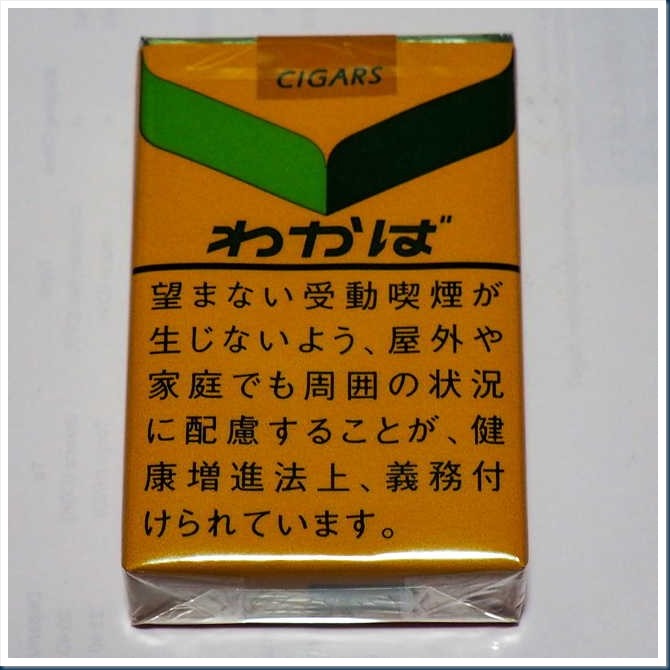 CIGARS
わかば
望まない受動喫煙が
生じないよう、屋外や
家庭でも周囲の状況
に配慮することが、健
康増進法上、義務付
けられています。